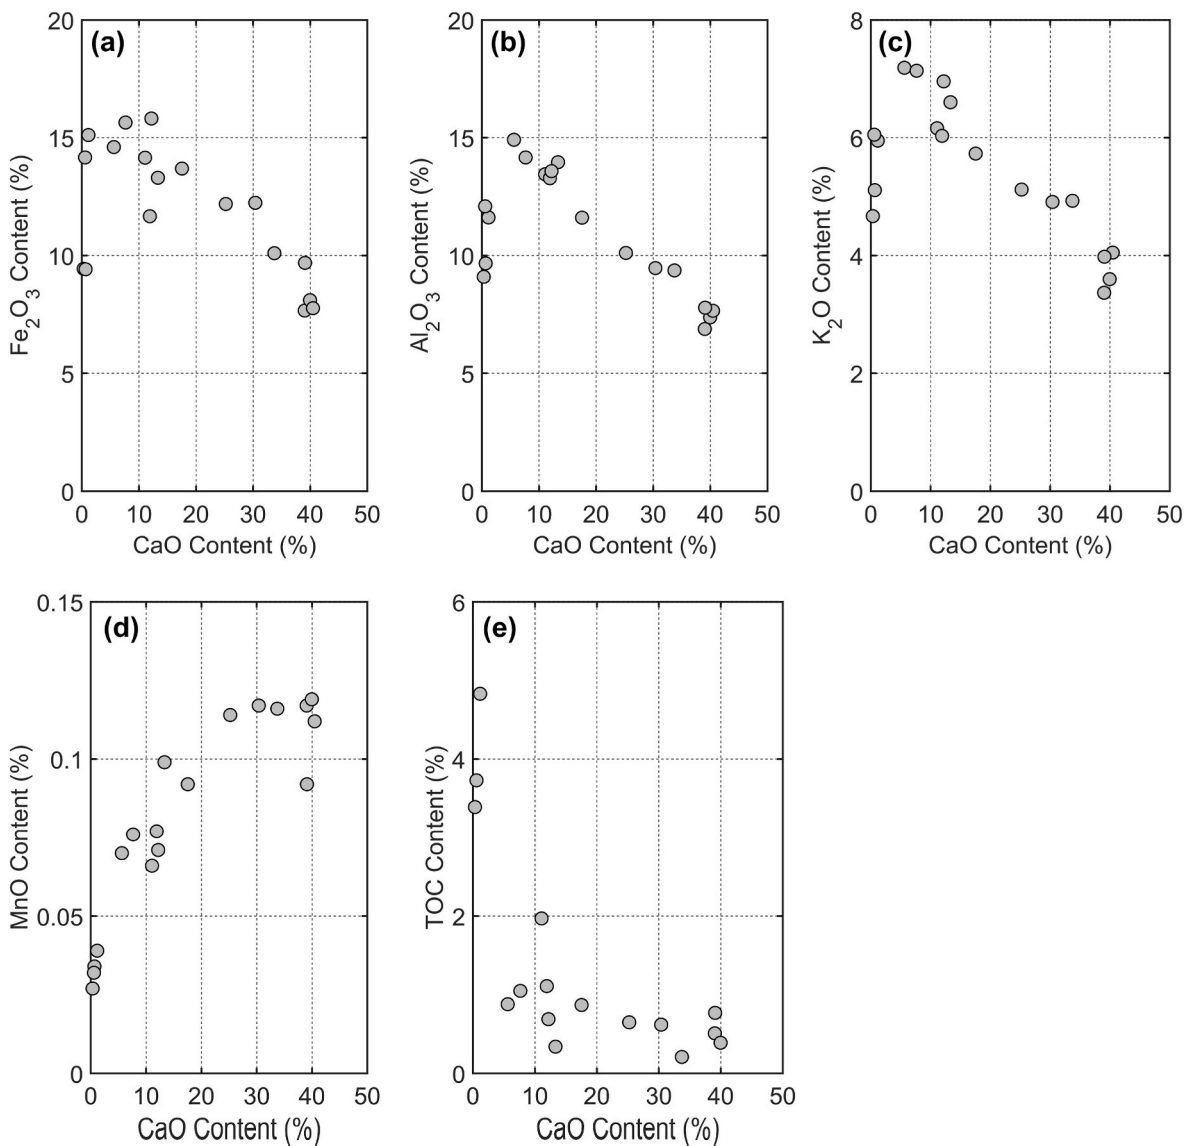 (a)
20
15
10
5
0
Fe2O3 Content (%)
0 10 20 30 40 50
CaO Content (%)
(b)
20
15
10
5
0
Al2O3 Content (%)
0 10 20 30 40 50
CaO Content (%)
(c)
8
6
4
2
0
K2O Content (%)
0 10 20 30 40 50
CaO Content (%)
(d)
0.15
0.1
0.05
0
MnO Content (%)
0 10 20 30 40 50
CaO Content (%)
(e)
6
4
2
0
TOC Content (%)
0 10 20 30 40 50
CaO Content (%)